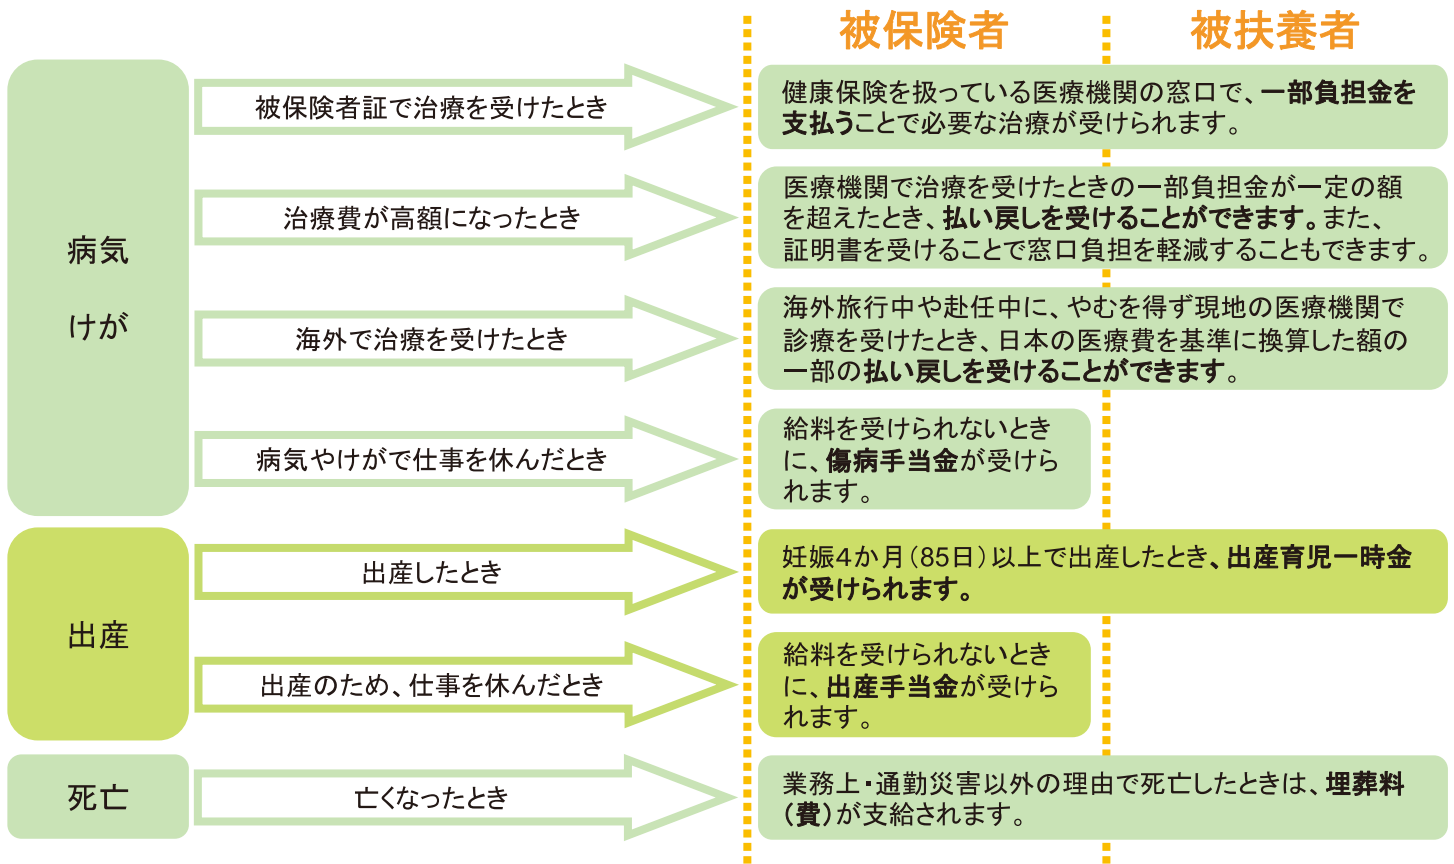 被保険者
被扶養者
病気
けが
被保険者証で治療を受けたとき
健康保険を扱っている医療機関の窓口で、一部負担金を
支払うことで必要な治療が受けられます。
治療費が高額になったとき
医療機関で治療を受けたときの一部負担金が一定の額
を超えたとき、払い戻しを受けることができます。また、
証明書を受けることで窓口負担を軽減することもできます。
海外で治療を受けたとき
海外旅行中や赴任中に、やむを得ず現地の医療機関で
診療を受けたとき、日本の医療費を基準に換算した額の
一部の払い戻しを受けることができます。
病気やけがで仕事を休んだとき
給料を受けられないとき
に、傷病手当金が受けら
れます。
出産
出産したとき
妊娠4か月(85日)以上で出産したとき、出産育児一時金
が受けられます。
出産のため、仕事を休んだとき
給料を受けられないとき
に、出産手当金が受けら
れます。
死亡
亡くなったとき
業務上・通勤災害以外の理由で死亡したときは、埋葬料
(費)が支給されます。